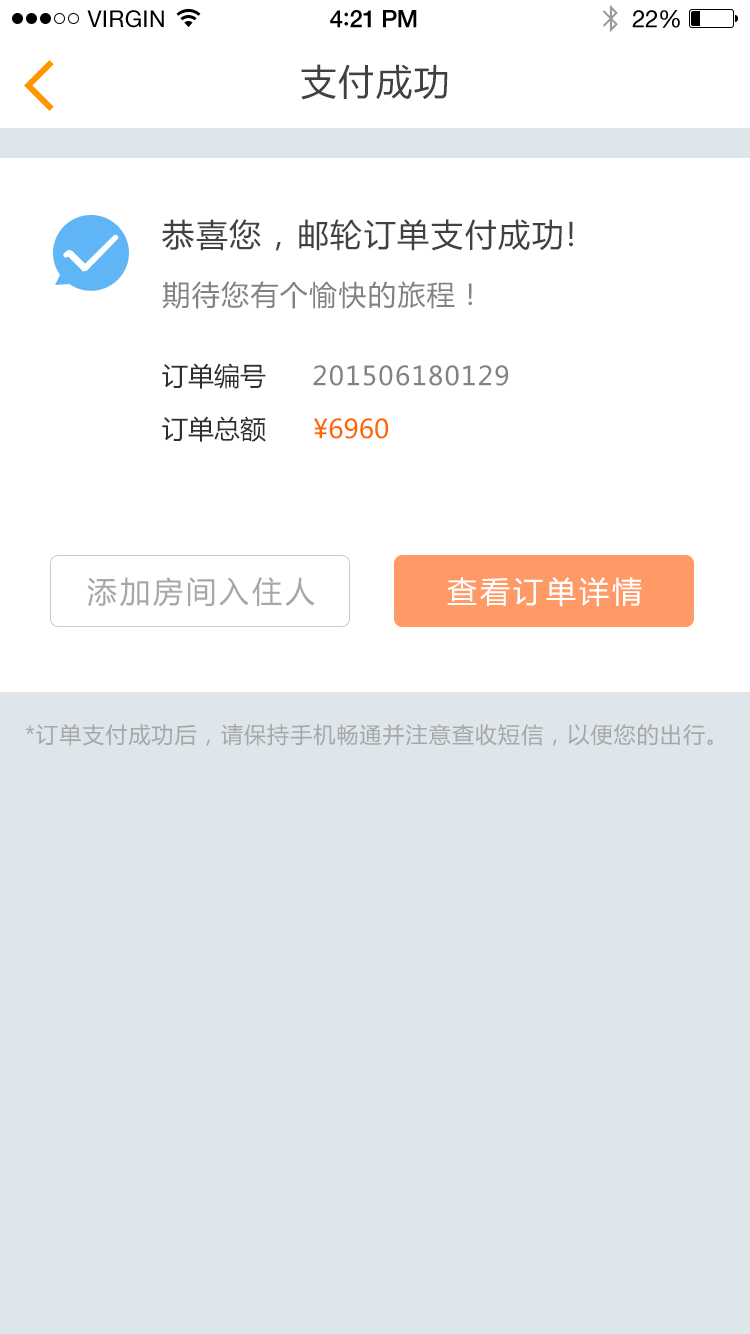 VIRGIN 4:21 PM 22%
支付成功
恭喜您，邮轮订单支付成功!
期待您有个愉快的旅程！
订单编号 201506180129
订单总额 ¥6960
添加房间入住人 查看订单详情
*订单支付成功后，请保持手机畅通并注意查收短信，以便您的出行。